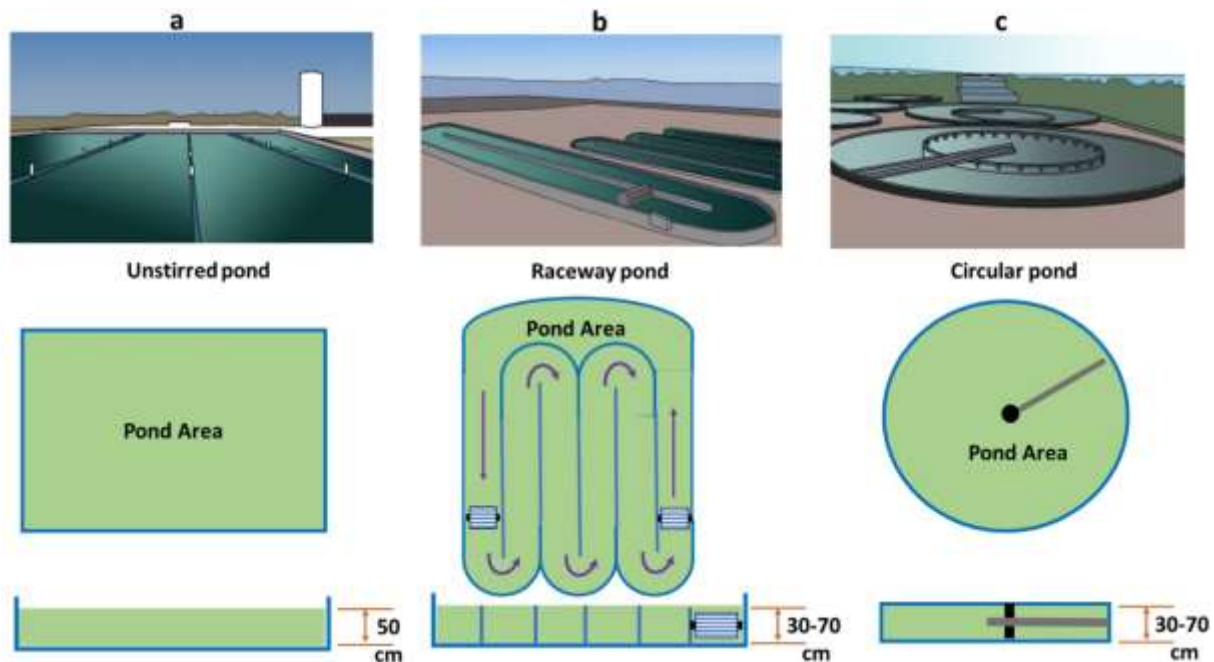 a
b
c
Unstirred pond
Raceway pond
Circular pond
Pond Area
Pond Area
Pond Area
50
cm
30-70
cm
30-70
cm